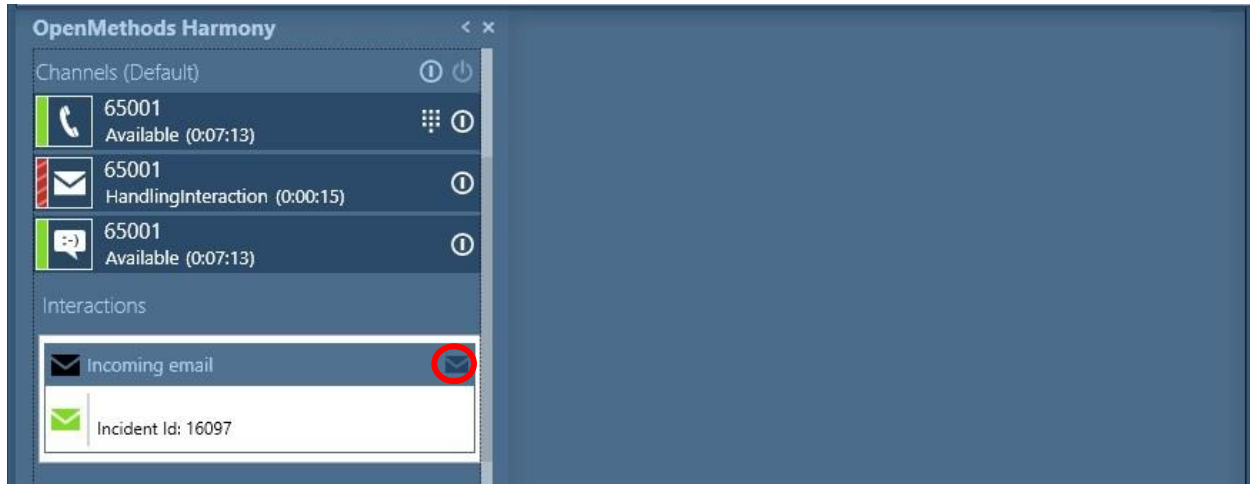 OpenMethods Harmony
Channels (Default)
65001
Available (0:07:13)
65001
HandlingInteraction (0:00:15)
:-)
65001
Available (0:07:13)
Interactions
Incoming email
Incident Id: 16097